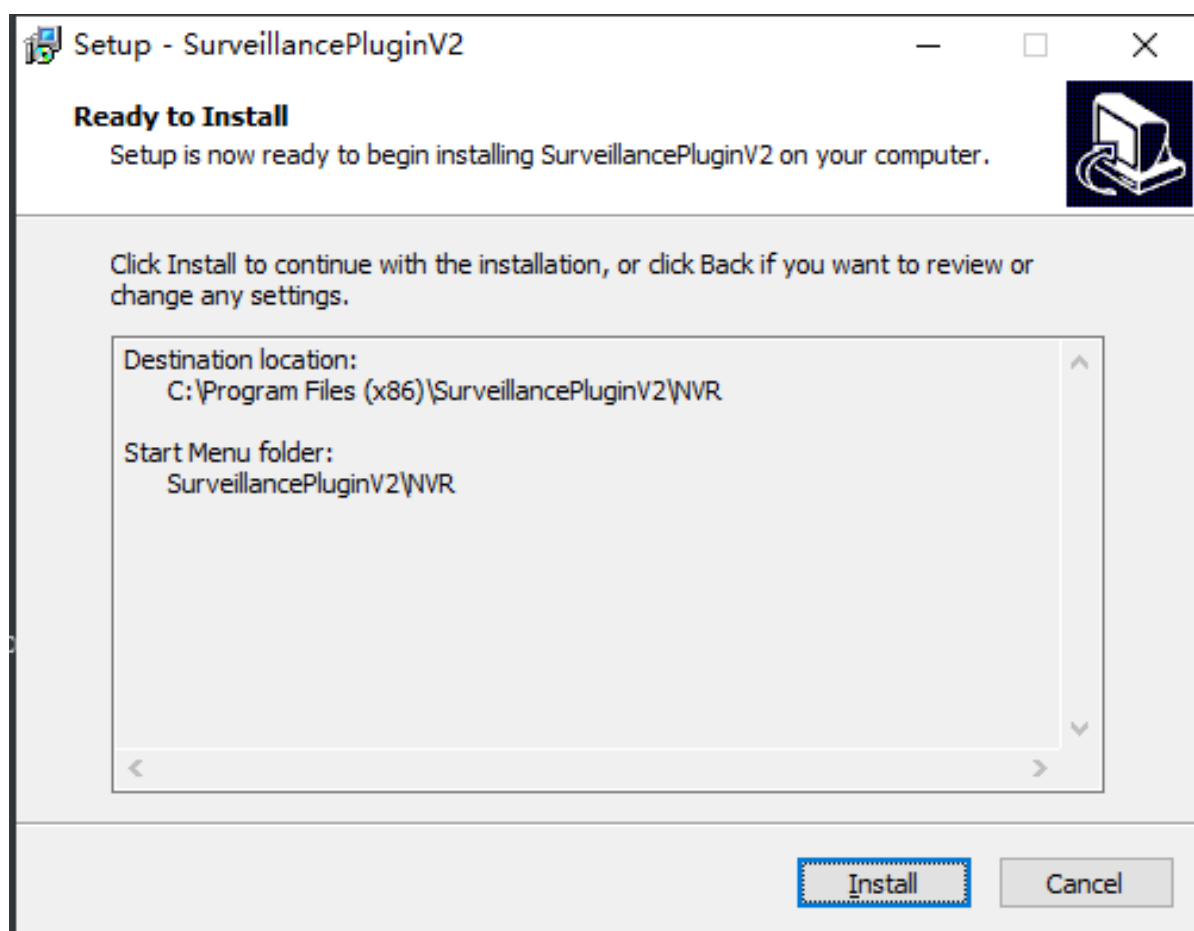 Setup - SurveillancePluginV2
Ready to Install
Setup is now ready to begin installing SurveillancePluginV2 on your computer.
Click Install to continue with the installation, or click Back if you want to review or
change any settings.
Destination location:
C:\Program Files (x86)\SurveillancePluginV2\NVR
Start Menu folder:
SurveillancePluginV2\NVR
Install
Cancel